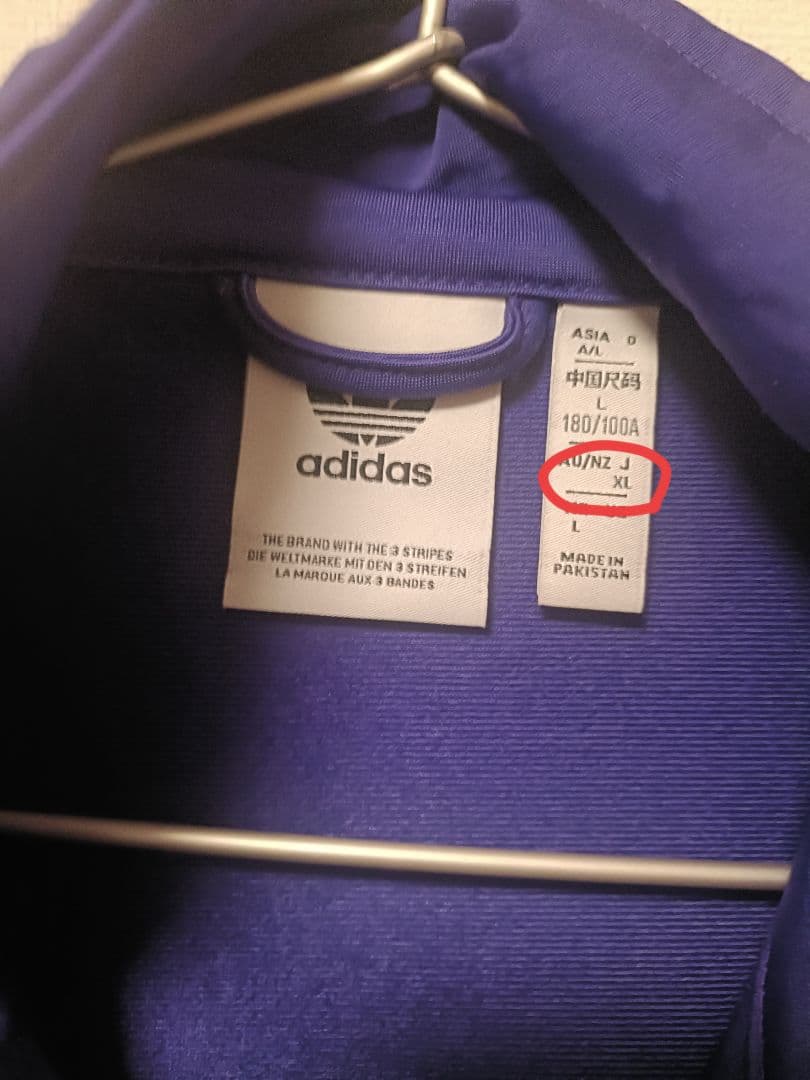 adidas
THE BRAND WITH THE 3 STRIPES
DIE WELTMARKE MIT DEN 3 STREIFEN
LA MARQUE AUX 3 BANDES
ASIA D
A/L
中国尺码
L
180/100A
AU/NZ J
XL
L
MADE IN
PAKISTAN